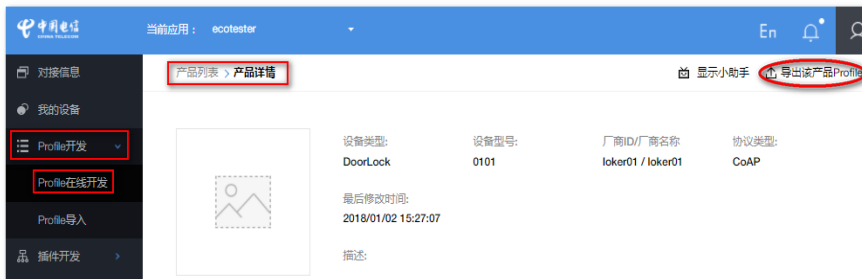 中国电信
CHINA TELECOM
当前应用： ecotester
En
对接信息
产品列表 > 产品详情
显示小助手
导出该产品Profile
我的设备
Profile开发
Profile在线开发
Profile导入
插件开发
设备类型:
设备型号:
厂商ID/厂商名称
协议类型:
DoorLock
0101
loker01 / loker01
CoAP
最后修改时间:
2018/01/02 15:27:07
描述: